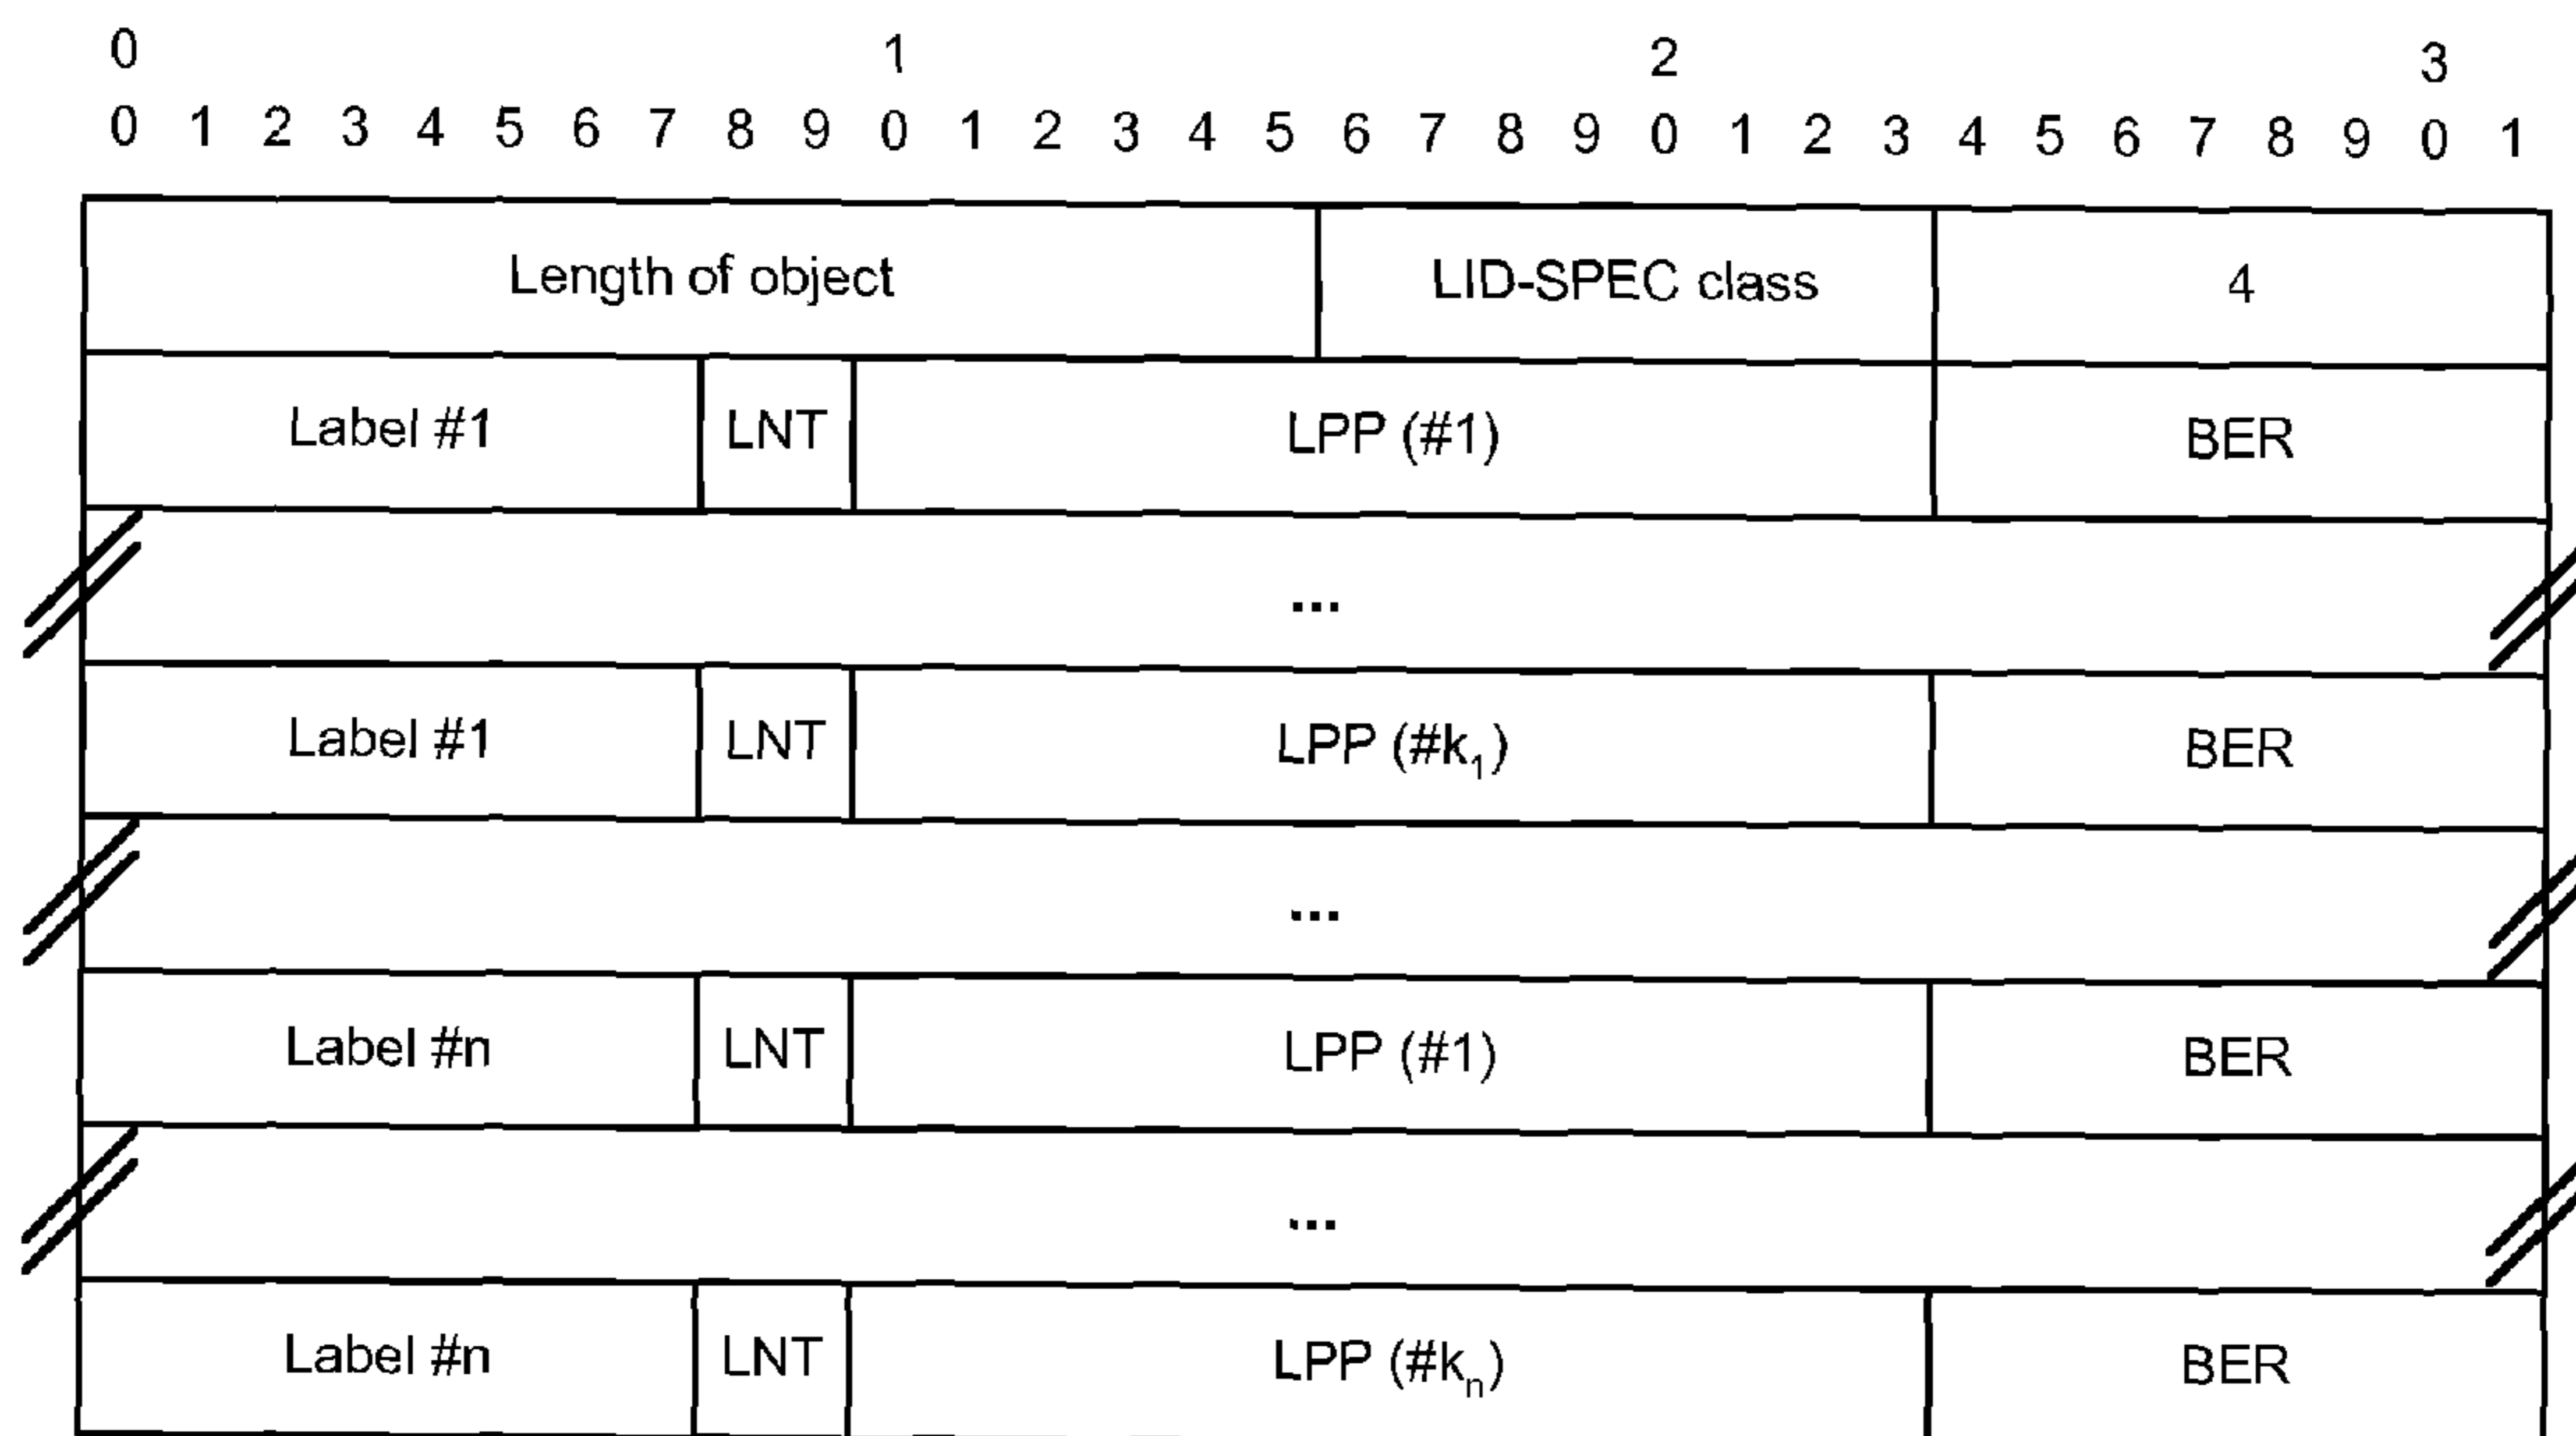 0 1 2 3
0 1 2 3 4 5 6 7 8 9 0 1 2 3 4 5 6 7 8 9 0 1 2 3 4 5 6 7 8 9 0 1
Length of object LID-SPEC class 4
Label #1 LNT LPP (#1) BER
...
Label #1 LNT LPP (#k₁) BER
...
Label #n LNT LPP (#1) BER
...
Label #n LNT LPP (#kₙ) BER